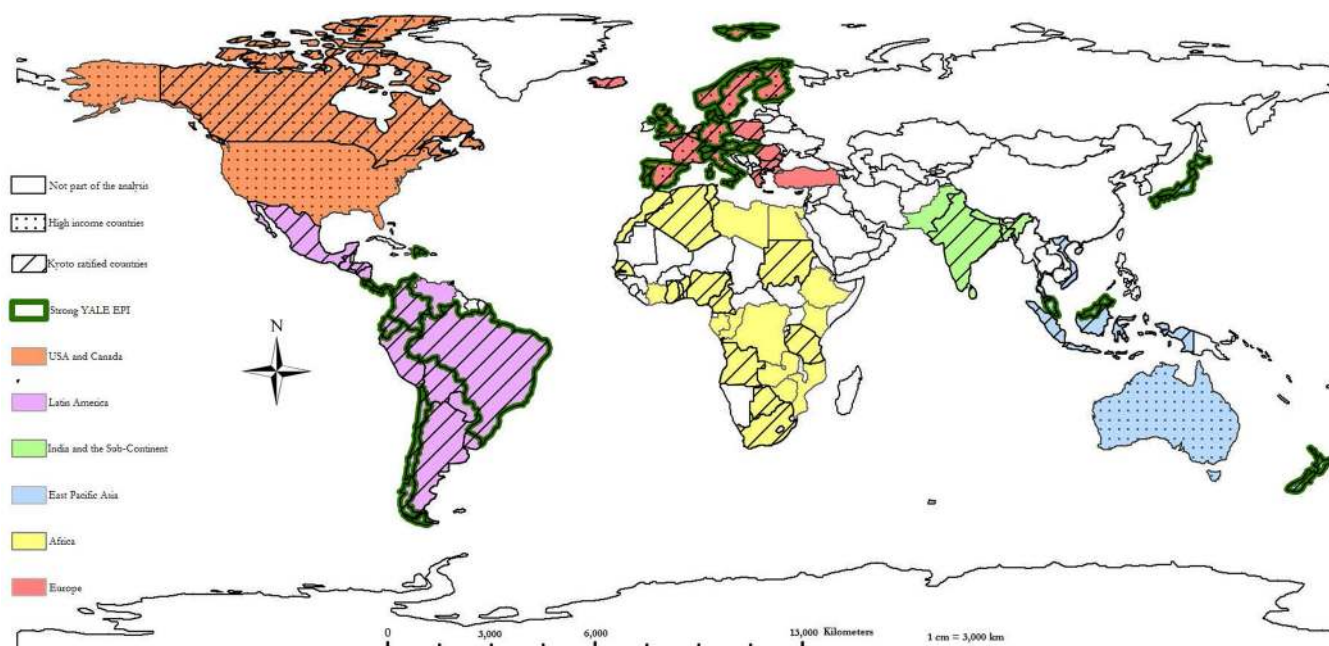 Not part of the analysis
High income countries
Kyoto ratified countries
Strong YALE EPI
USA and Canada
Latin America
India and the Sub-Continent
East Pacific Asia
Africa
Europe
N
0 3,000 6,000 13,000 Kilometers
1 cm = 3,000 km